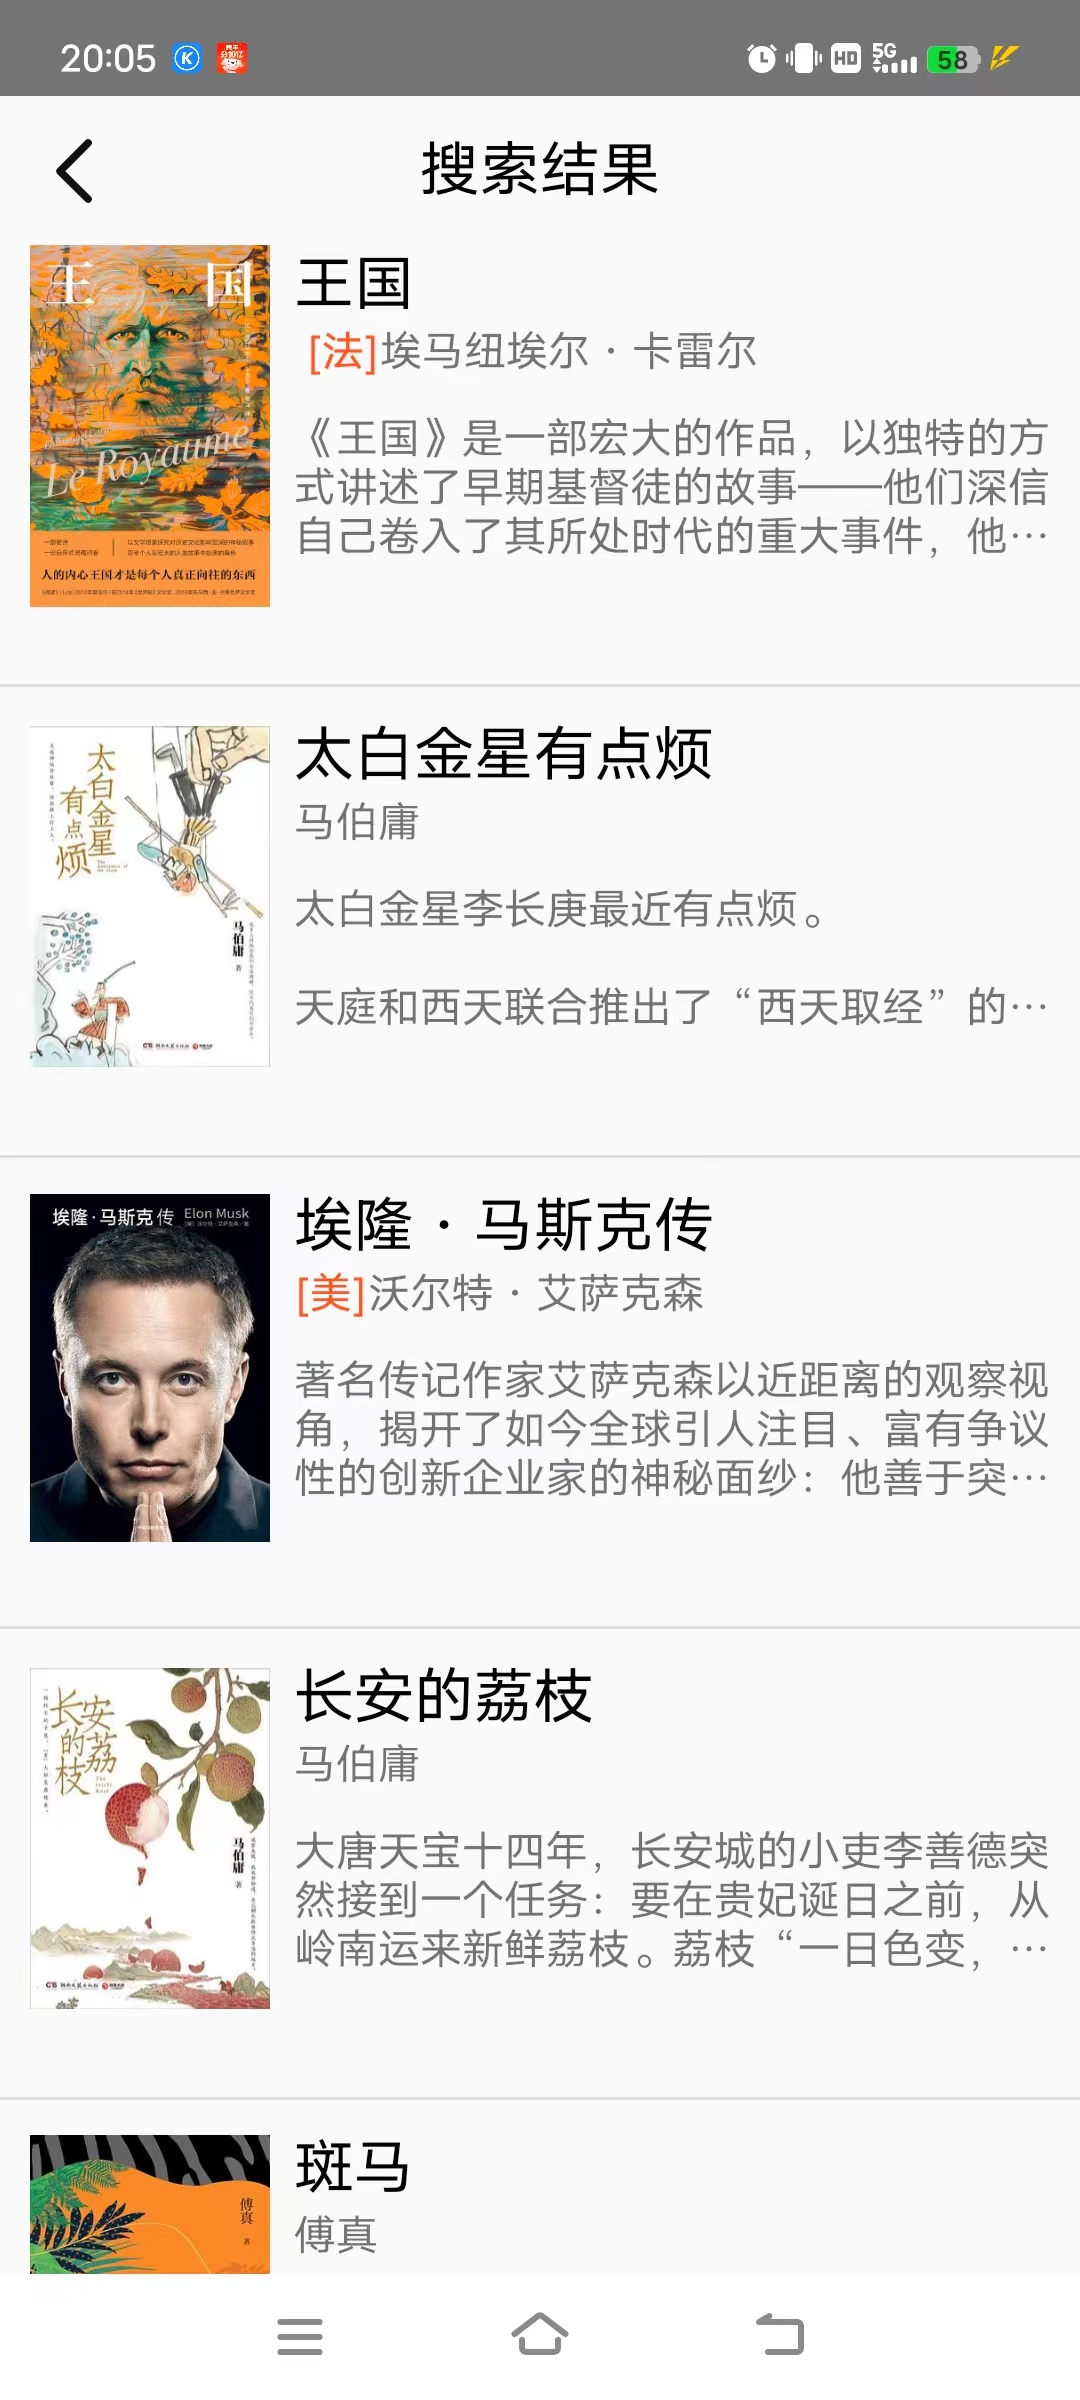 20:05
HD 5G 58
搜索结果
王国
王国
[法]埃马纽埃尔·卡雷尔
《王国》是一部宏大的作品，以独特的方
式讲述了早期基督徒的故事——他们深信
自己卷入了其所处时代的重大事件，他…
Le Royaume
人的内心王国才是每个人真正向往的东西
太白金星有点烦
太白金星
有点烦
马伯庸
马伯庸 著
太白金星李长庚最近有点烦。
天庭和西天联合推出了“西天取经”的…
埃隆·马斯克传 Elon Musk
埃隆·马斯克传
[美]沃尔特·艾萨克森
著名传记作家艾萨克森以近距离的观察视
角，揭开了如今全球引人注目、富有争议
性的创新企业家的神秘面纱：他善于突…
长安的荔枝
长安的荔枝
马伯庸
马伯庸 著
大唐天宝十四年，长安城的小吏李善德突
然接到一个任务：要在贵妃诞日之前，从
岭南运来新鲜荔枝。荔枝“一日色变，…
斑马
傅真
傅真 著